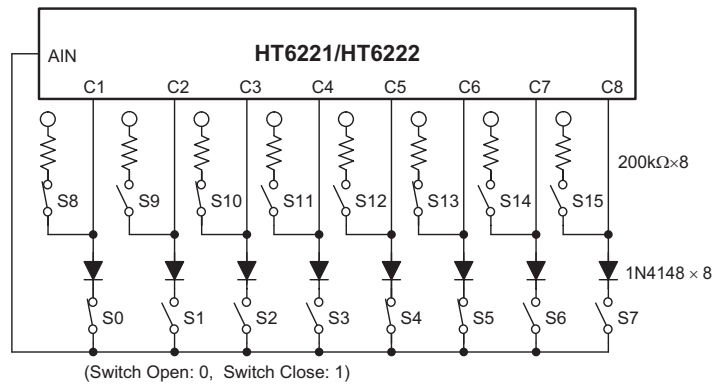 HT6221/HT6222
AIN
C1 C2 C3 C4 C5 C6 C7 C8
200kΩ×8
S8 S9 S10 S11 S12 S13 S14 S15
1N4148 × 8
S0 S1 S2 S3 S4 S5 S6 S7
(Switch Open: 0, Switch Close: 1)